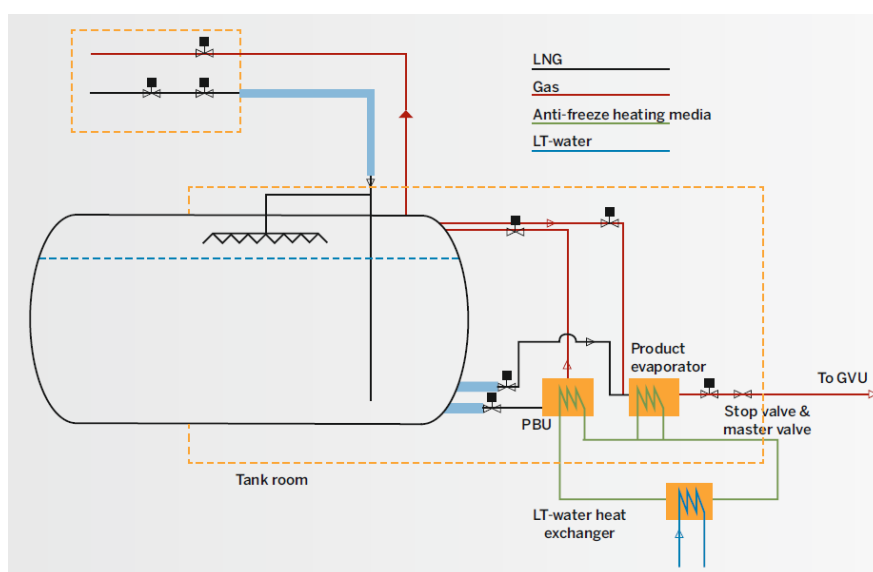 LNG
Gas
Anti-freeze heating media
LT-water
Product
evaporator
To GVU
PBU
Stop valve &
master valve
Tank room
LT-water heat
exchanger